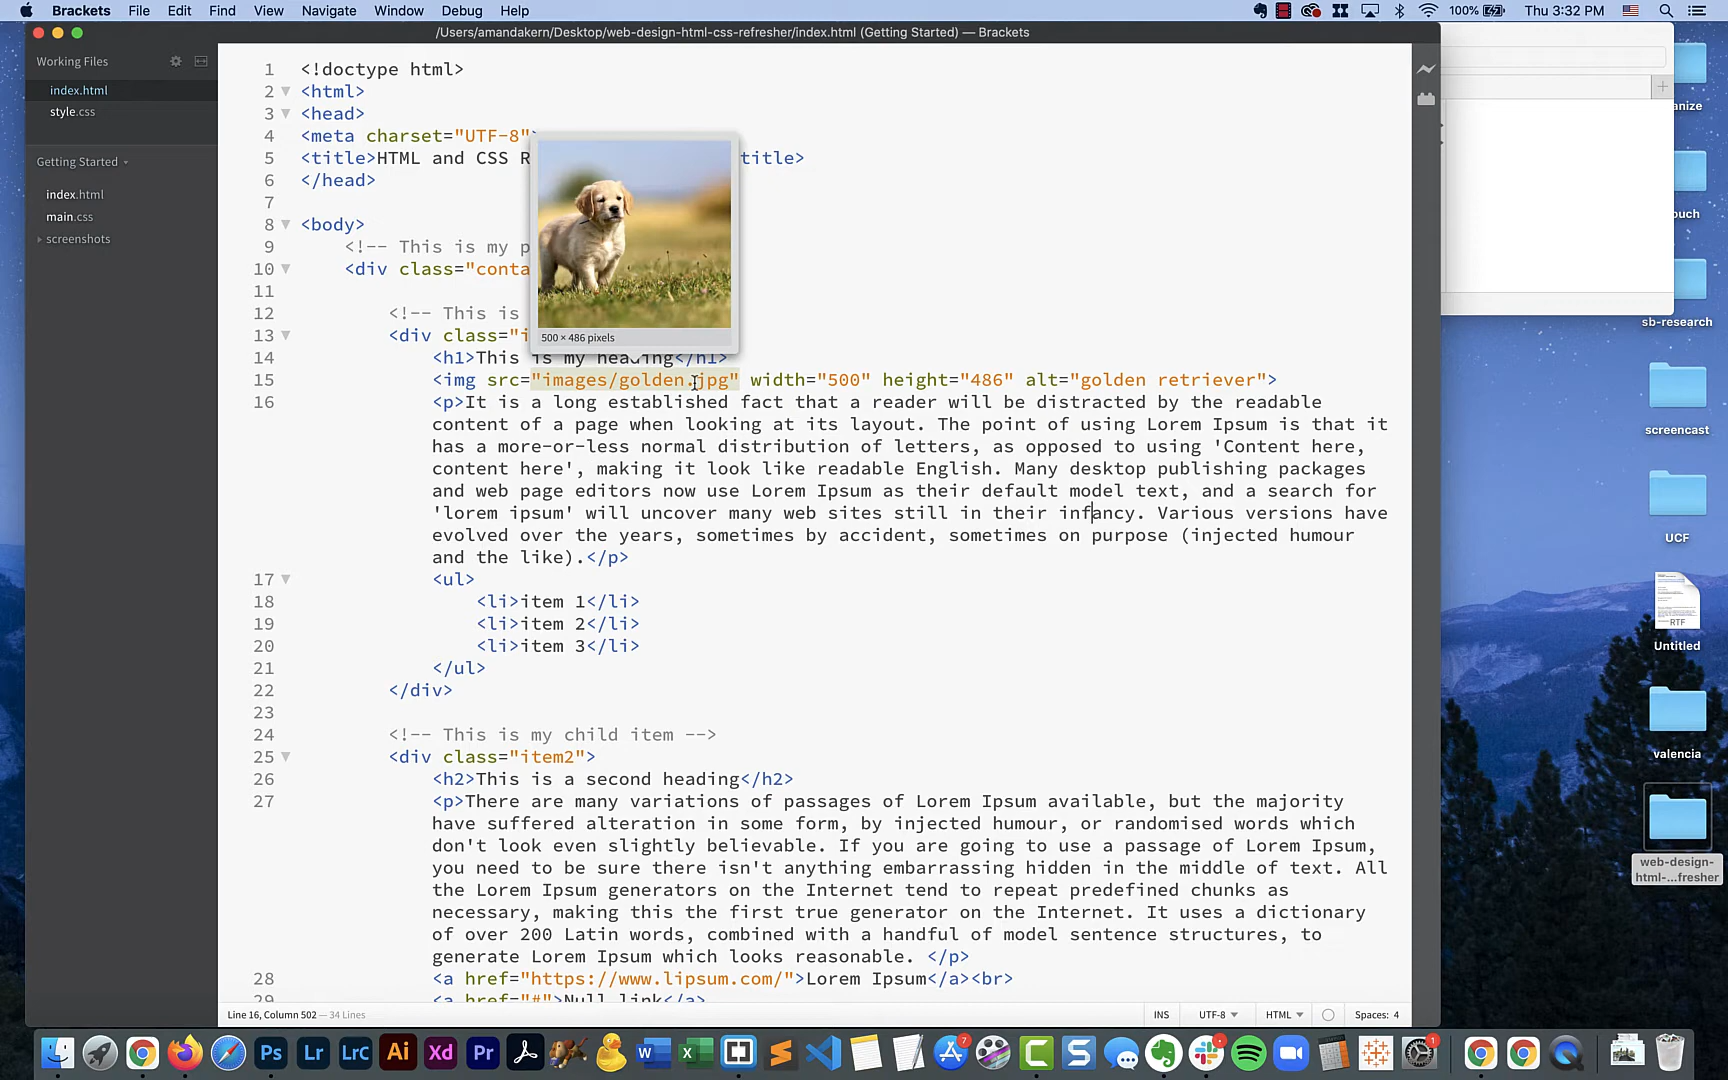 Brackets File Edit Find View Navigate Window Debug Help
100% Thu 3:32 PM
/Users/amandakern/Desktop/web-design-html-css-refresher/index.html (Getting Started) — Brackets
Working Files
index.html
style.css
Getting Started
index.html
main.css
screenshots
1 <!doctype html>
2 <html>
3 <head>
4 <meta charset="UTF-8">
5 <title>HTML and CSS R title>
6 </head>
7
8 <body>
9 <!-- This is my p
10 <div class="conta
11
12 <!-- This is
13 <div class="i
500 × 486 pixels
14 <h1>This is my heading</h1>
15 <img src="images/golden.jpg" width="500" height="486" alt="golden retriever">
16 <p>It is a long established fact that a reader will be distracted by the readable
content of a page when looking at its layout. The point of using Lorem Ipsum is that it
has a more-or-less normal distribution of letters, as opposed to using 'Content here,
content here', making it look like readable English. Many desktop publishing packages
and web page editors now use Lorem Ipsum as their default model text, and a search for
'lorem ipsum' will uncover many web sites still in their infancy. Various versions have
evolved over the years, sometimes by accident, sometimes on purpose (injected humour
and the like).</p>
17 <ul>
18 <li>item 1</li>
19 <li>item 2</li>
20 <li>item 3</li>
21 </ul>
22 </div>
23
24 <!-- This is my child item -->
25 <div class="item2">
26 <h2>This is a second heading</h2>
27 <p>There are many variations of passages of Lorem Ipsum available, but the majority
have suffered alteration in some form, by injected humour, or randomised words which
don't look even slightly believable. If you are going to use a passage of Lorem Ipsum,
you need to be sure there isn't anything embarrassing hidden in the middle of text. All
the Lorem Ipsum generators on the Internet tend to repeat predefined chunks as
necessary, making this the first true generator on the Internet. It uses a dictionary
of over 200 Latin words, combined with a handful of model sentence structures, to
generate Lorem Ipsum which looks reasonable. </p>
28 <a href="https://www.lipsum.com/">Lorem Ipsum</a><br>
29 <a href="#">Null link</a>
Line 16, Column 502 — 34 Lines
INS UTF-8 HTML Spaces: 4
anize
ouch
sb-research
screencast
UCF
RTF
Untitled
valencia
web-design-
html-...fresher
Ps Lr LrC Ai Xd Pr W X C S
7
1